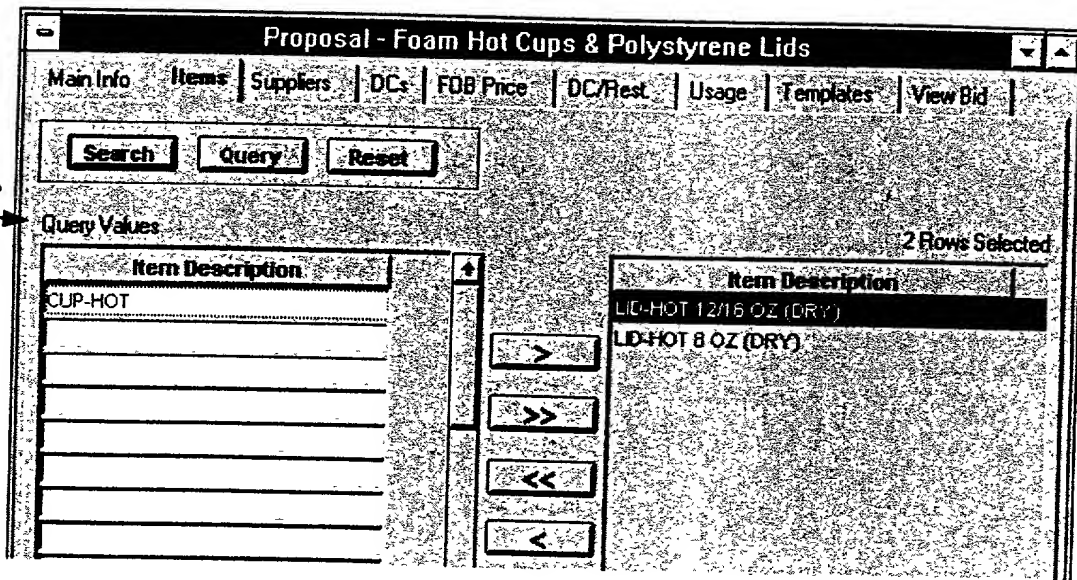 Proposal - Foam Hot Cups & Polystyrene Lids
Main Info Items Suppliers DCs FOB Price DC/Rest. Usage Templates View Bid
Search Query Reset
Query Values
2 Rows Selected
Item Description
Item Description
CUP-HOT
LID-HOT 12/16 OZ (DRY)
LID-HOT 8 OZ (DRY)
>
>>
<<
<